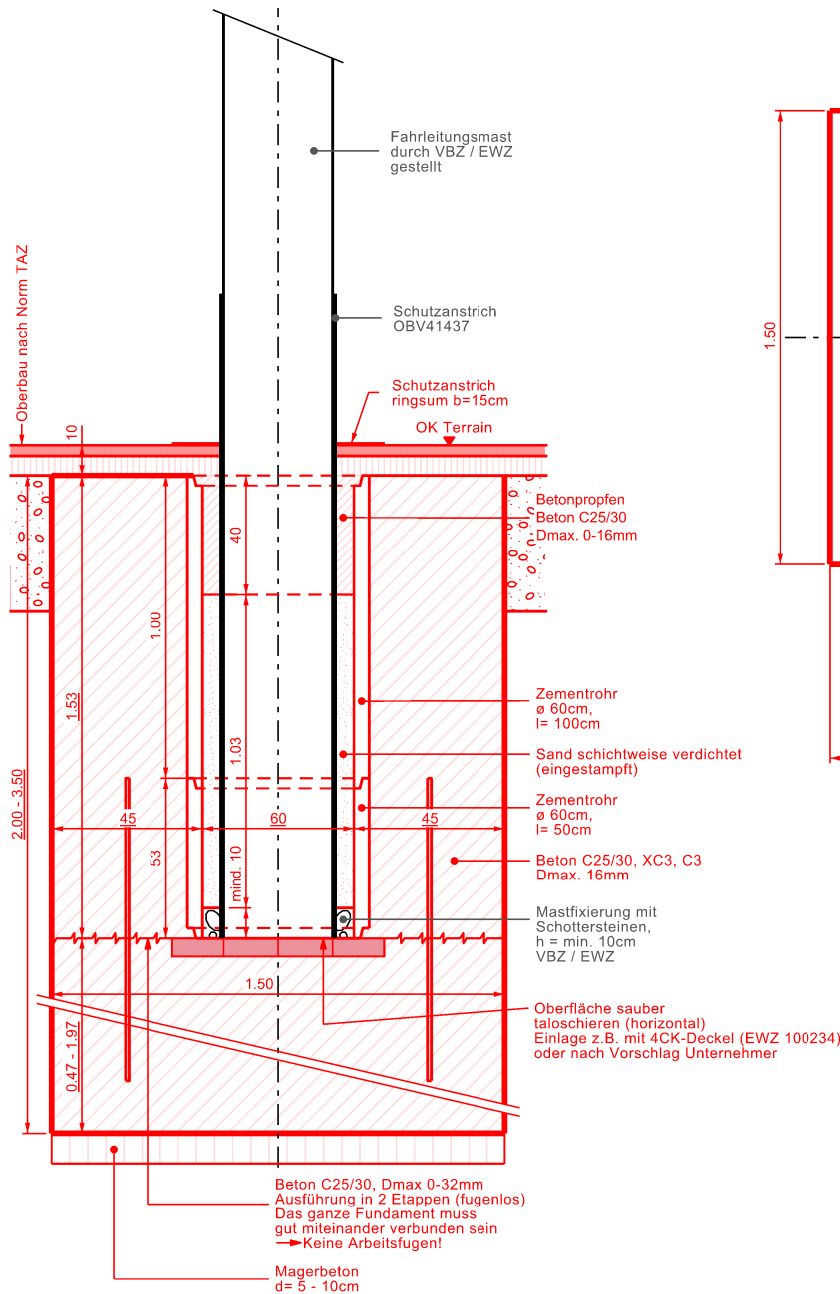 Fahrleitungsmast
durch VBZ / EWZ
gestellt
Oberbau nach Norm TAZ
Schutzanstrich
OBV41437
1.50
Schutzanstrich
ringsum b=15cm
OK Terrain
10
Betonpropfen
Beton C25/30
Dmax. 0-16mm
40
1.00
1.53
Zementrohr
ø 60cm,
l= 100cm
1.03
Sand schichtweise verdichtet
(eingestampft)
2.00 - 3.50
Zementrohr
ø 60cm,
l= 50cm
45
60
45
53
mind. 10
Beton C25/30, XC3, C3
Dmax. 16mm
Mastfixierung mit
Schottersteinen,
h = min. 10cm
VBZ / EWZ
1.50
Oberfläche sauber
taloschieren (horizontal)
Einlage z.B. mit 4CK-Deckel (EWZ 100234)
oder nach Vorschlag Unternehmer
0.47 - 1.97
Beton C25/30, Dmax 0-32mm
Ausführung in 2 Etappen (fugenlos)
Das ganze Fundament muss
gut miteinander verbunden sein
Keine Arbeitsfugen!
Magerbeton
d= 5 - 10cm